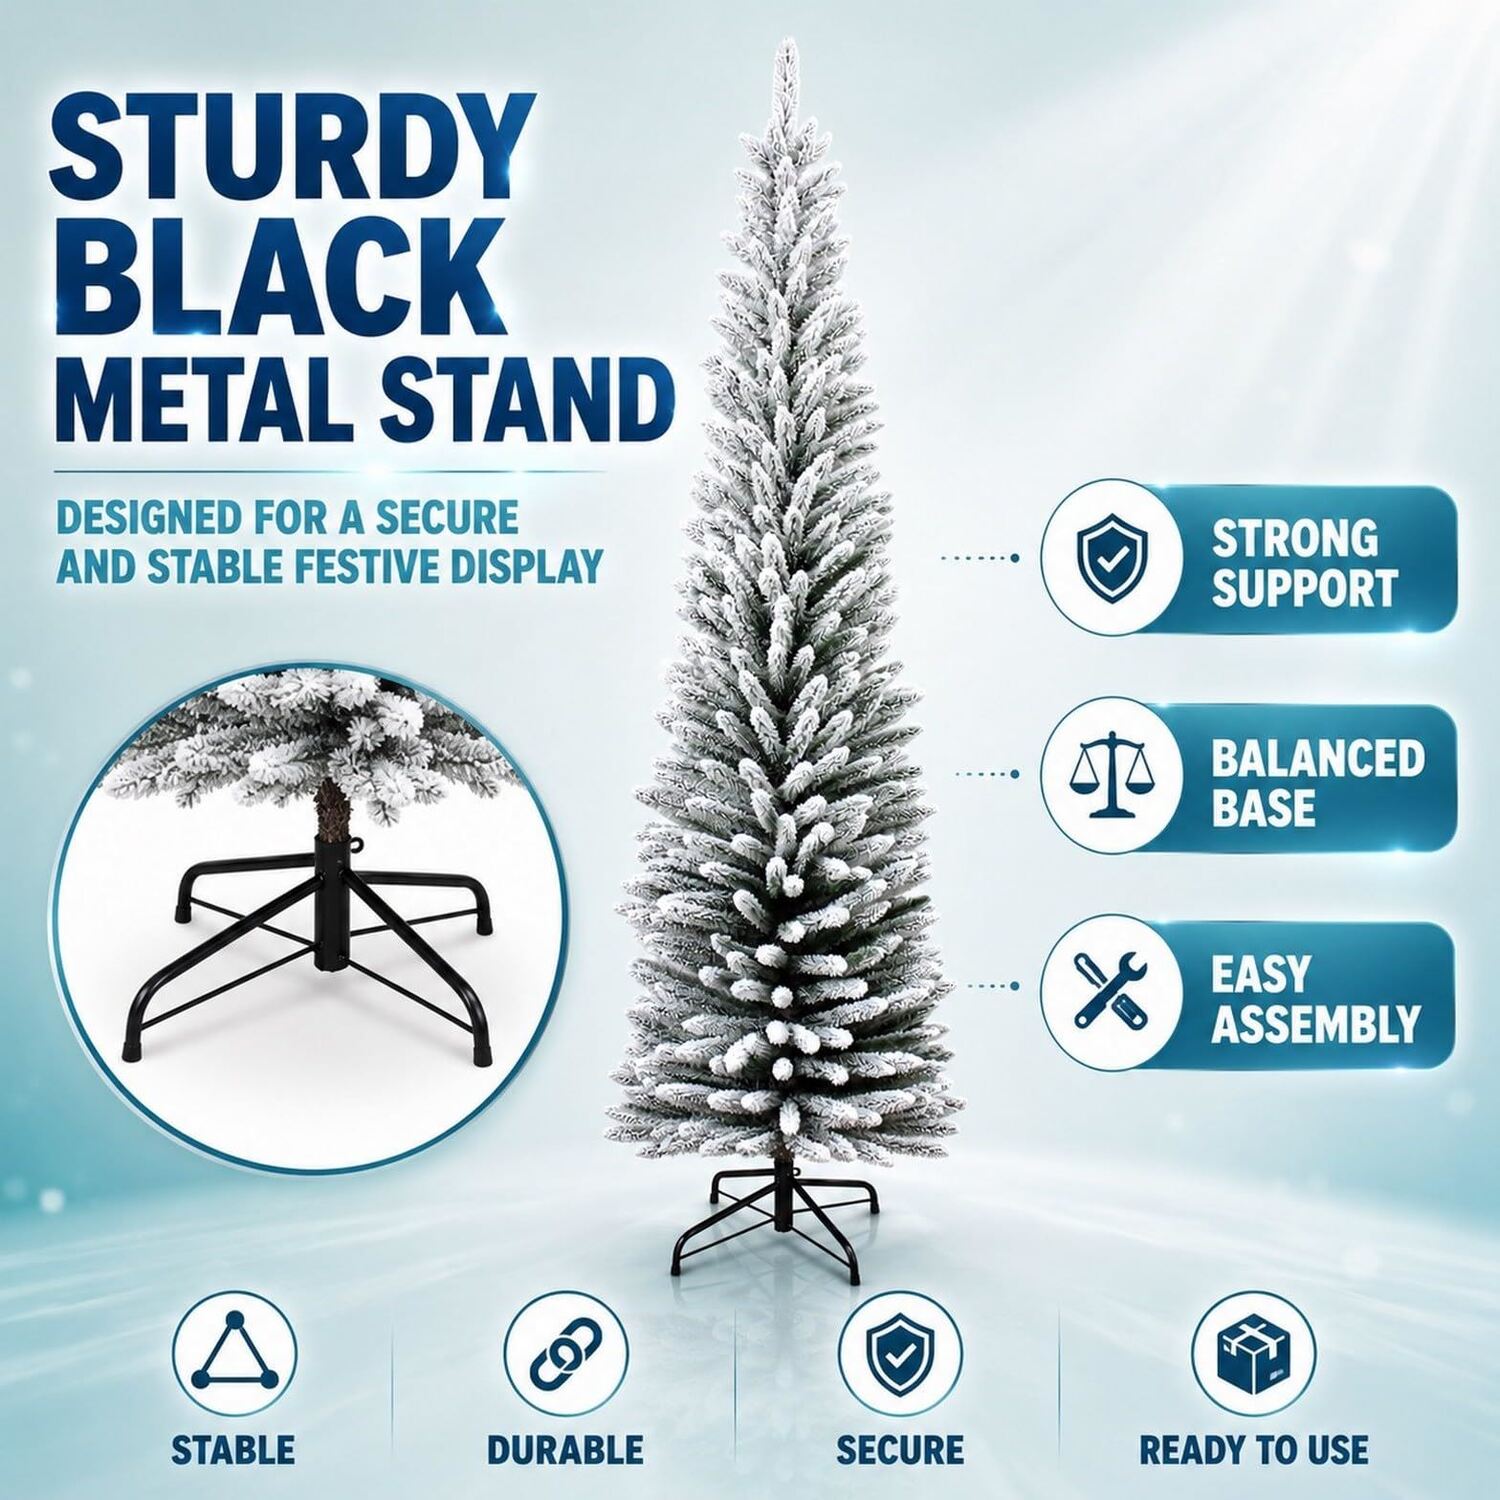 STURDY
BLACK
METAL STAND
DESIGNED FOR A SECURE
AND STABLE FESTIVE DISPLAY
STRONG
SUPPORT
BALANCED
BASE
EASY
ASSEMBLY
STABLE
DURABLE
SECURE
READY TO USE